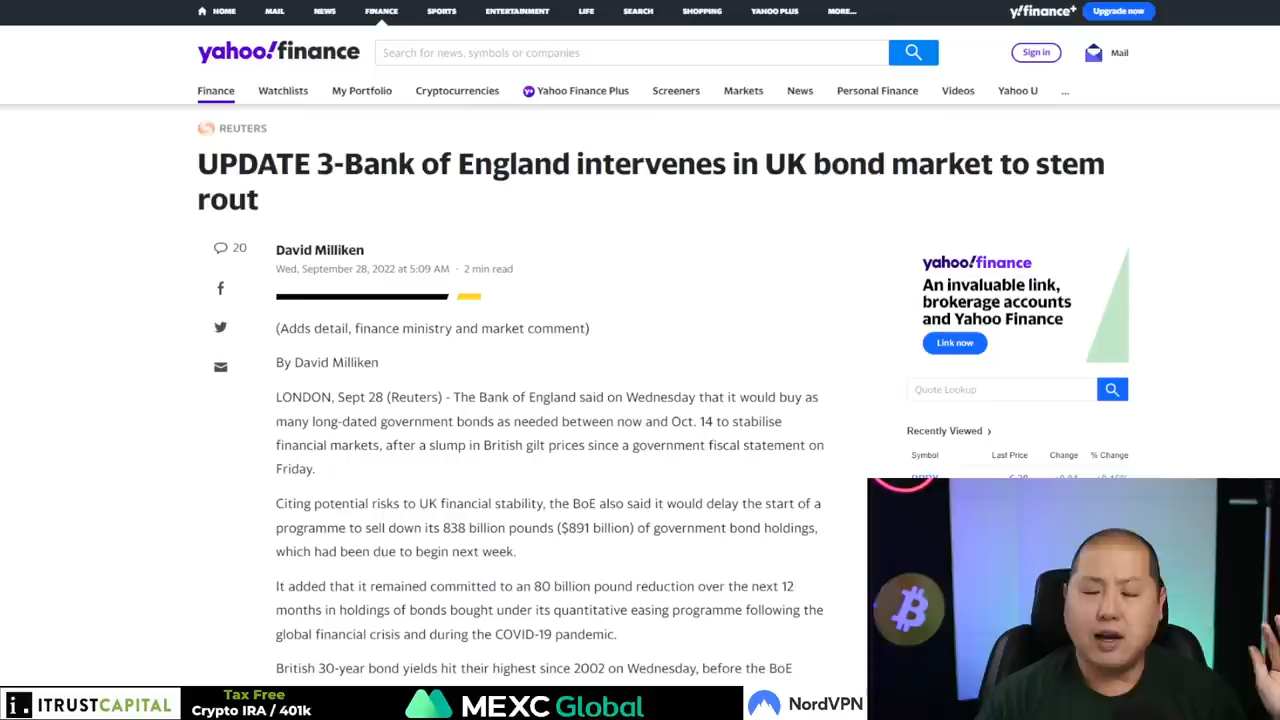 HOME MAIL NEWS FINANCE SPORTS ENTERTAINMENT LIFE SEARCH SHOPPING YAHOO PLUS MORE... y!finance+ Upgrade now
yahoo!finance Search for news, symbols or companies Sign in Mail
Finance Watchlists My Portfolio Cryptocurrencies Y+ Yahoo Finance Plus Screeners Markets News Personal Finance Videos Yahoo U ...
REUTERS
UPDATE 3-Bank of England intervenes in UK bond market to stem
rout
20
David Milliken
Wed, September 28, 2022 at 5:09 AM · 2 min read
(Adds detail, finance ministry and market comment)
By David Milliken
LONDON, Sept 28 (Reuters) - The Bank of England said on Wednesday that it would buy as
many long-dated government bonds as needed between now and Oct. 14 to stabilise
financial markets, after a slump in British gilt prices since a government fiscal statement on
Friday.
Citing potential risks to UK financial stability, the BoE also said it would delay the start of a
programme to sell down its 838 billion pounds ($891 billion) of government bond holdings,
which had been due to begin next week.
It added that it remained committed to an 80 billion pound reduction over the next 12
months in holdings of bonds bought under its quantitative easing programme following the
global financial crisis and during the COVID-19 pandemic.
British 30-year bond yields hit their highest since 2002 on Wednesday, before the BoE
yahoo!finance
An invaluable link,
brokerage accounts
and Yahoo Finance
Link now
Quote Lookup
Recently Viewed >
Symbol Last Price Change % Change
i. ITRUSTCAPITAL
Tax Free
Crypto IRA / 401k
MEXC Global
NordVPN